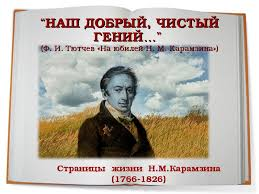 “НАШ ДОБРЫЙ, ЧИСТЫЙ
ГЕНИЙ…”
(Ф. И. Тютчев «На юбилей Н. М. Карамзина»)
Страницы жизни Н.М.Карамзина
(1766-1826)